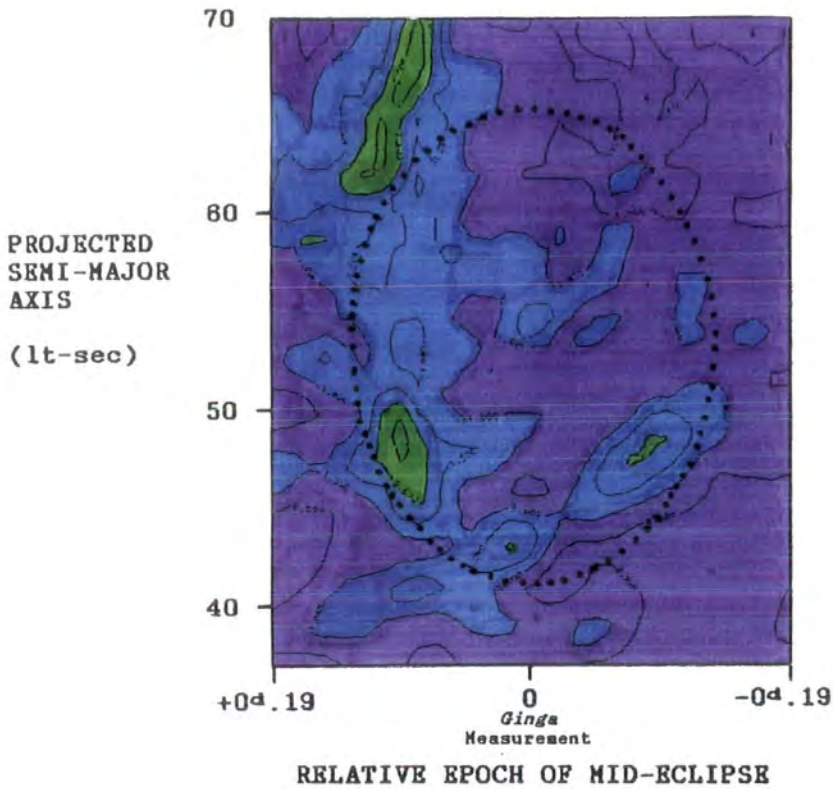 70
60
PROJECTED
SEMI-MAJOR
AXIS
(lt-sec)
50
40
+0ᵈ.19 0 -0ᵈ.19
Ginga
Measurement
RELATIVE EPOCH OF MID-ECLIPSE